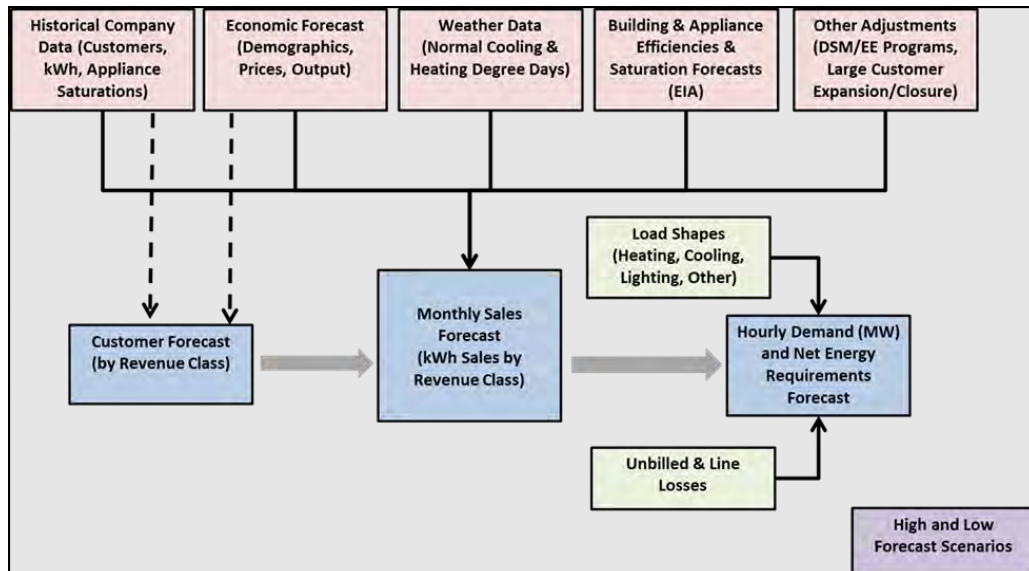 Historical Company
Data (Customers,
kWh, Appliance
Saturations)
Economic Forecast
(Demographics,
Prices, Output)
Weather Data
(Normal Cooling &
Heating Degree Days)
Building & Appliance
Efficiencies &
Saturation Forecasts
(EIA)
Other Adjustments
(DSM/EE Programs,
Large Customer
Expansion/Closure)
Load Shapes
(Heating, Cooling,
Lighting, Other)
Customer Forecast
(by Revenue Class)
Monthly Sales
Forecast
(kWh Sales by
Revenue Class)
Hourly Demand (MW)
and Net Energy
Requirements
Forecast
Unbilled & Line
Losses
High and Low
Forecast Scenarios